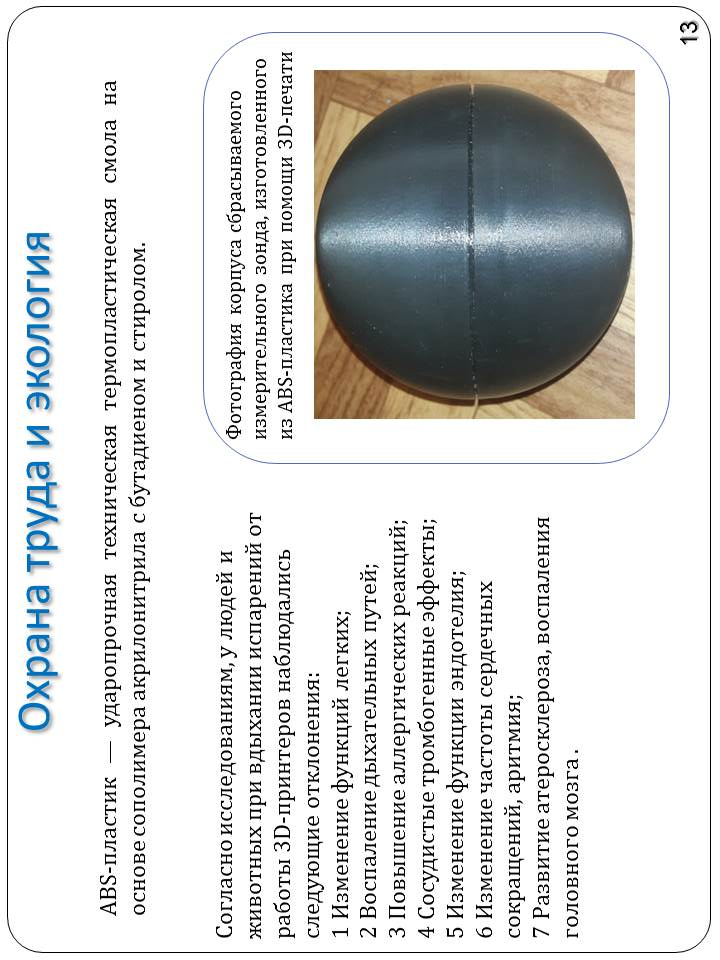 Охрана труда и экология
ABS-пластик — ударопрочная техническая термопластическая смола на
основе сополимера акрилонитрила с бутадиеном и стиролом.
Согласно исследованиям, у людей и
животных при вдыхании испарений от
работы 3D-принтеров наблюдались
следующие отклонения:
1 Изменение функций легких;
2 Воспаление дыхательных путей;
3 Повышение аллергических реакций;
4 Сосудистые тромбогенные эффекты;
5 Изменение функции эндотелия;
6 Изменение частоты сердечных
сокращений, аритмия;
7 Развитие атеросклероза, воспаления
головного мозга.
Фотография корпуса сбрасываемого
измерительного зонда, изготовленного
из ABS-пластика при помощи 3D-печати
13